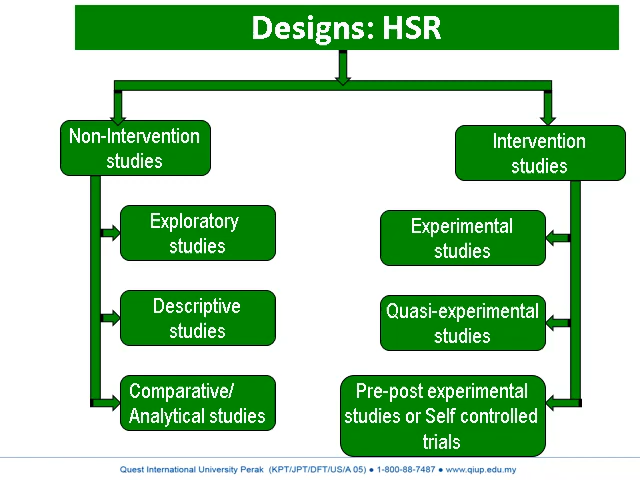 Designs: HSR
Non-Intervention
studies
Intervention
studies
Exploratory
studies
Experimental
studies
Descriptive
studies
Quasi-experimental
studies
Comparative/
Analytical studies
Pre-post experimental
studies or Self controlled
trials
Quest International University Perak (KPT/JPT/DFT/US/A 05) ● 1-800-88-7487 ● www.qiup.edu.my